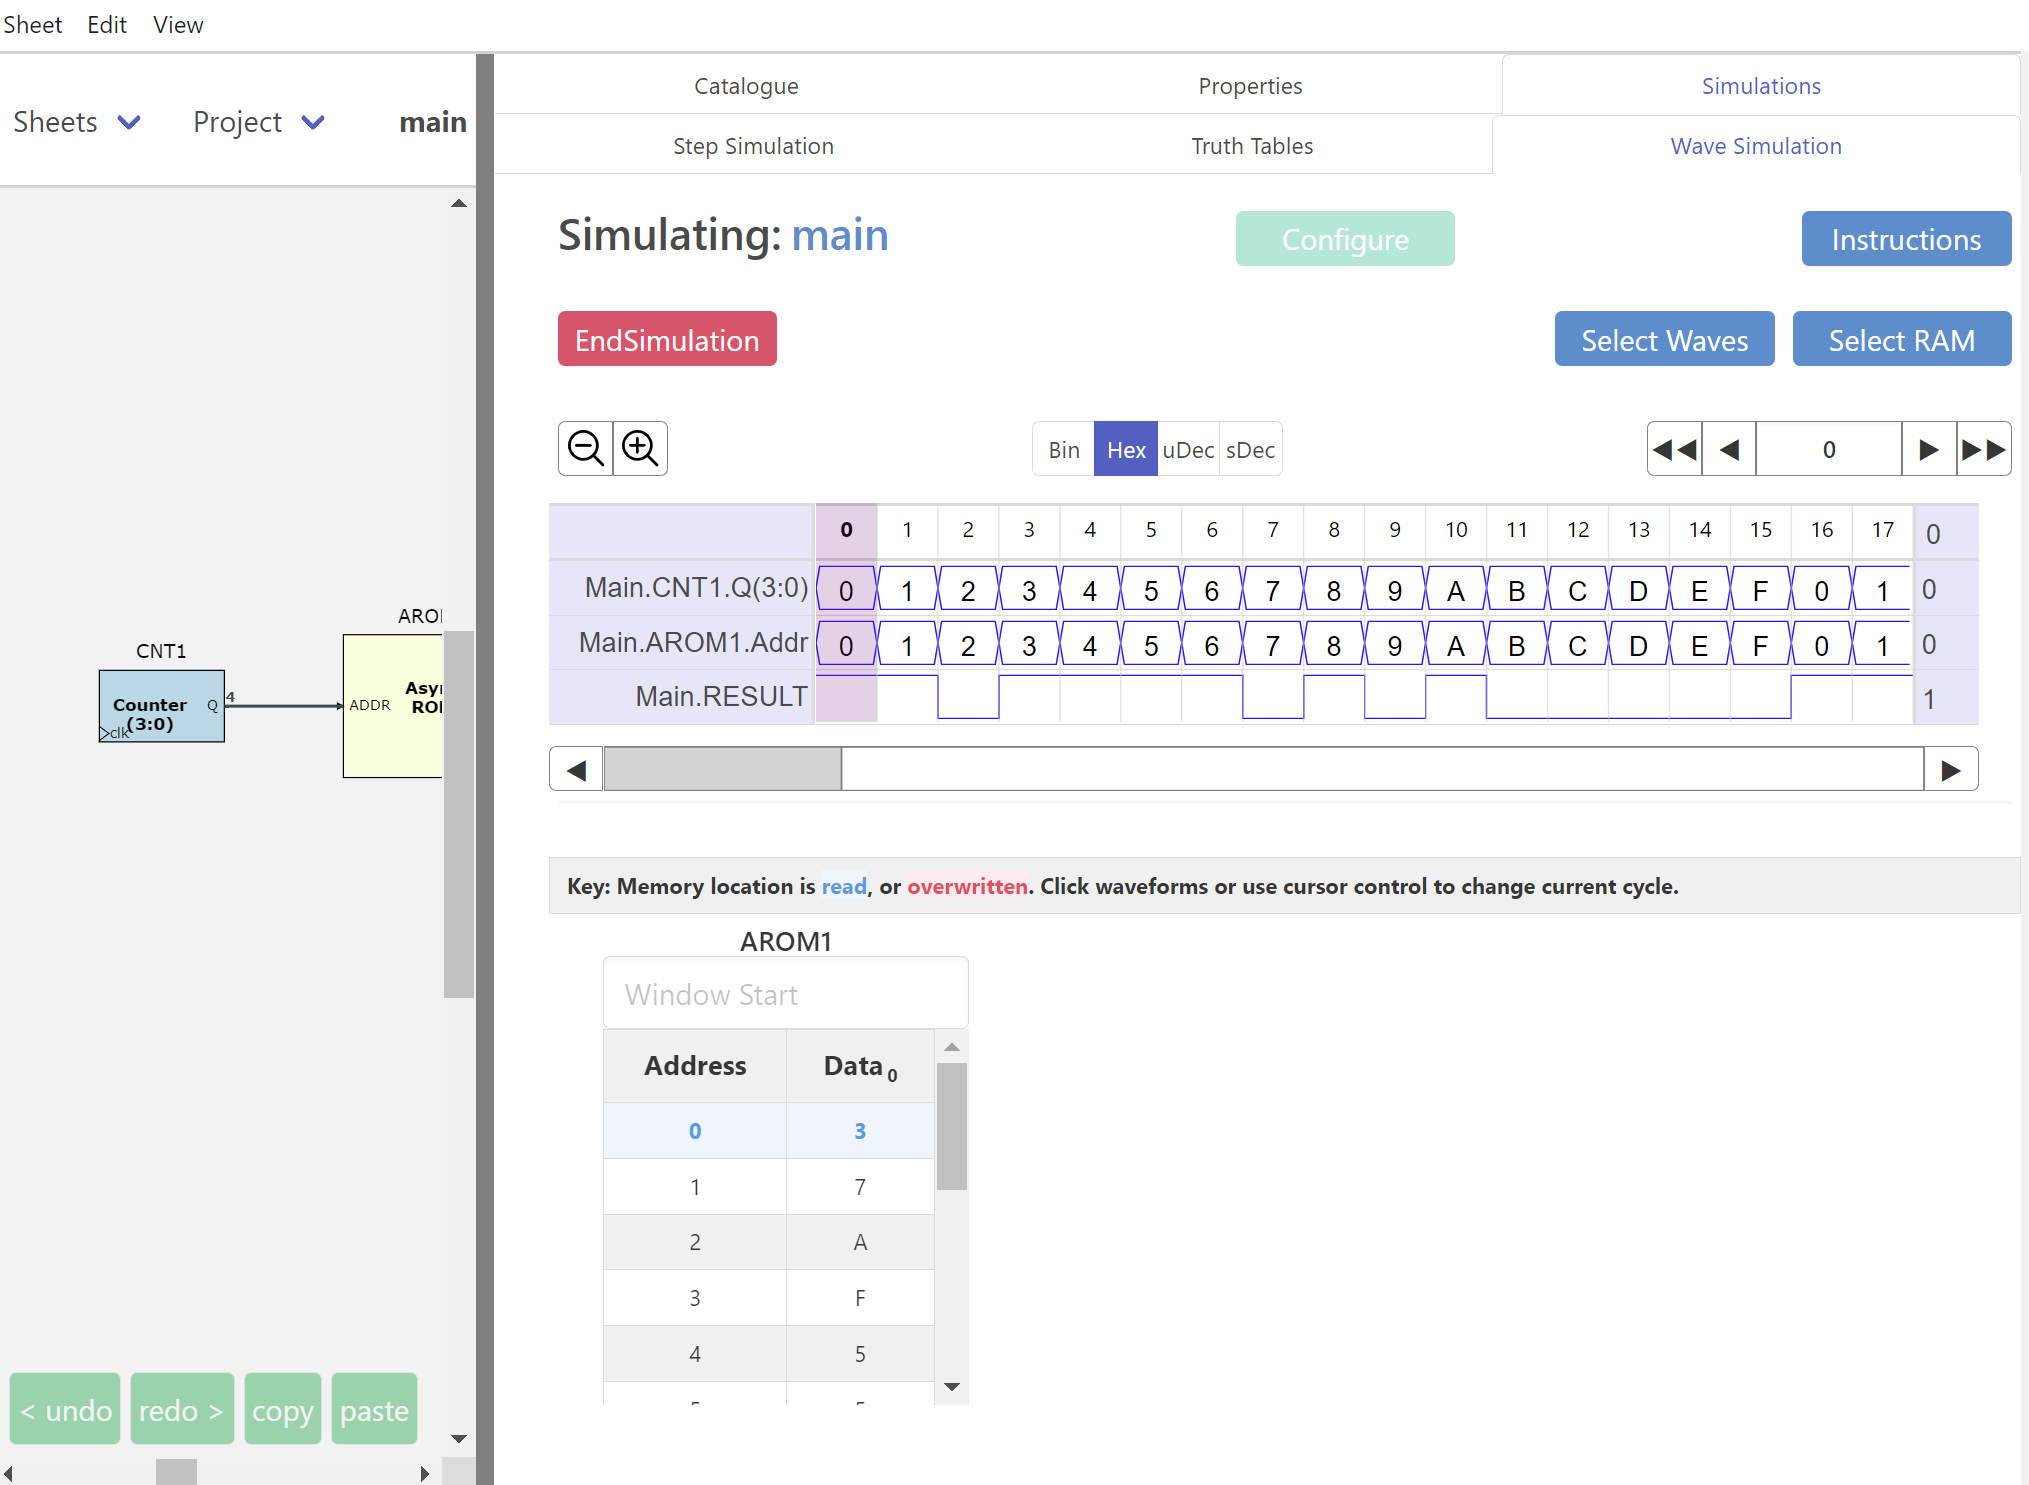 Sheet Edit View
Sheets Project main
Catalogue Properties Simulations
Step Simulation Truth Tables Wave Simulation
Simulating: main Configure Instructions
EndSimulation Select Waves Select RAM
Bin Hex uDec sDec 0
0 1 2 3 4 5 6 7 8 9 10 11 12 13 14 15 16 17 0
Main.CNT1.Q(3:0) 0 1 2 3 4 5 6 7 8 9 A B C D E F 0 1 0
Main.AROM1.Addr 0 1 2 3 4 5 6 7 8 9 A B C D E F 0 1 0
Main.RESULT 1
CNT1
Counter
(3:0)
Q
clk
4
ADDR
Key: Memory location is read, or overwritten. Click waveforms or use cursor control to change current cycle.
AROM1
Window Start
Address Data 0
0 3
1 7
2 A
3 F
4 5
< undo redo > copy paste